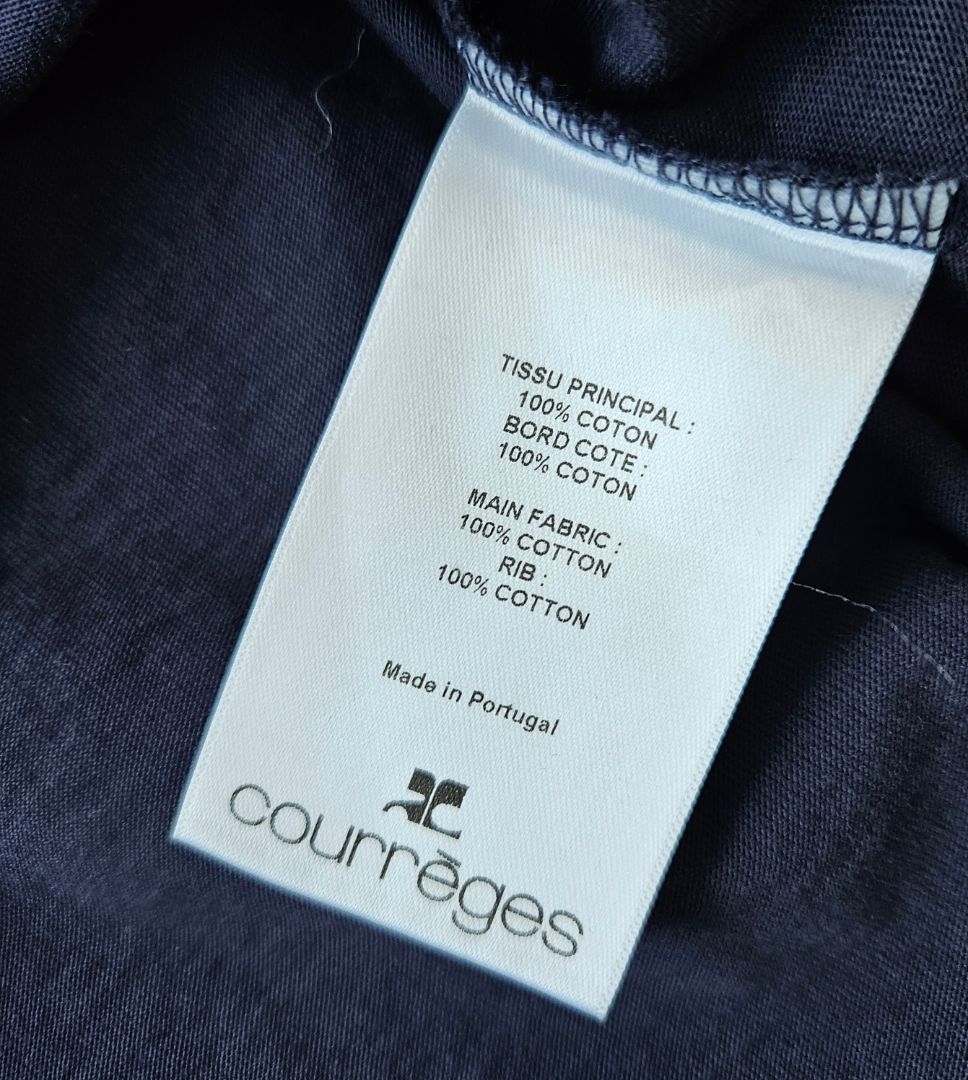 TISSU PRINCIPAL :
100% COTON
BORD COTE :
100% COTON
MAIN FABRIC :
100% COTTON
RIB :
100% COTTON
Made in Portugal
AC
courrèges